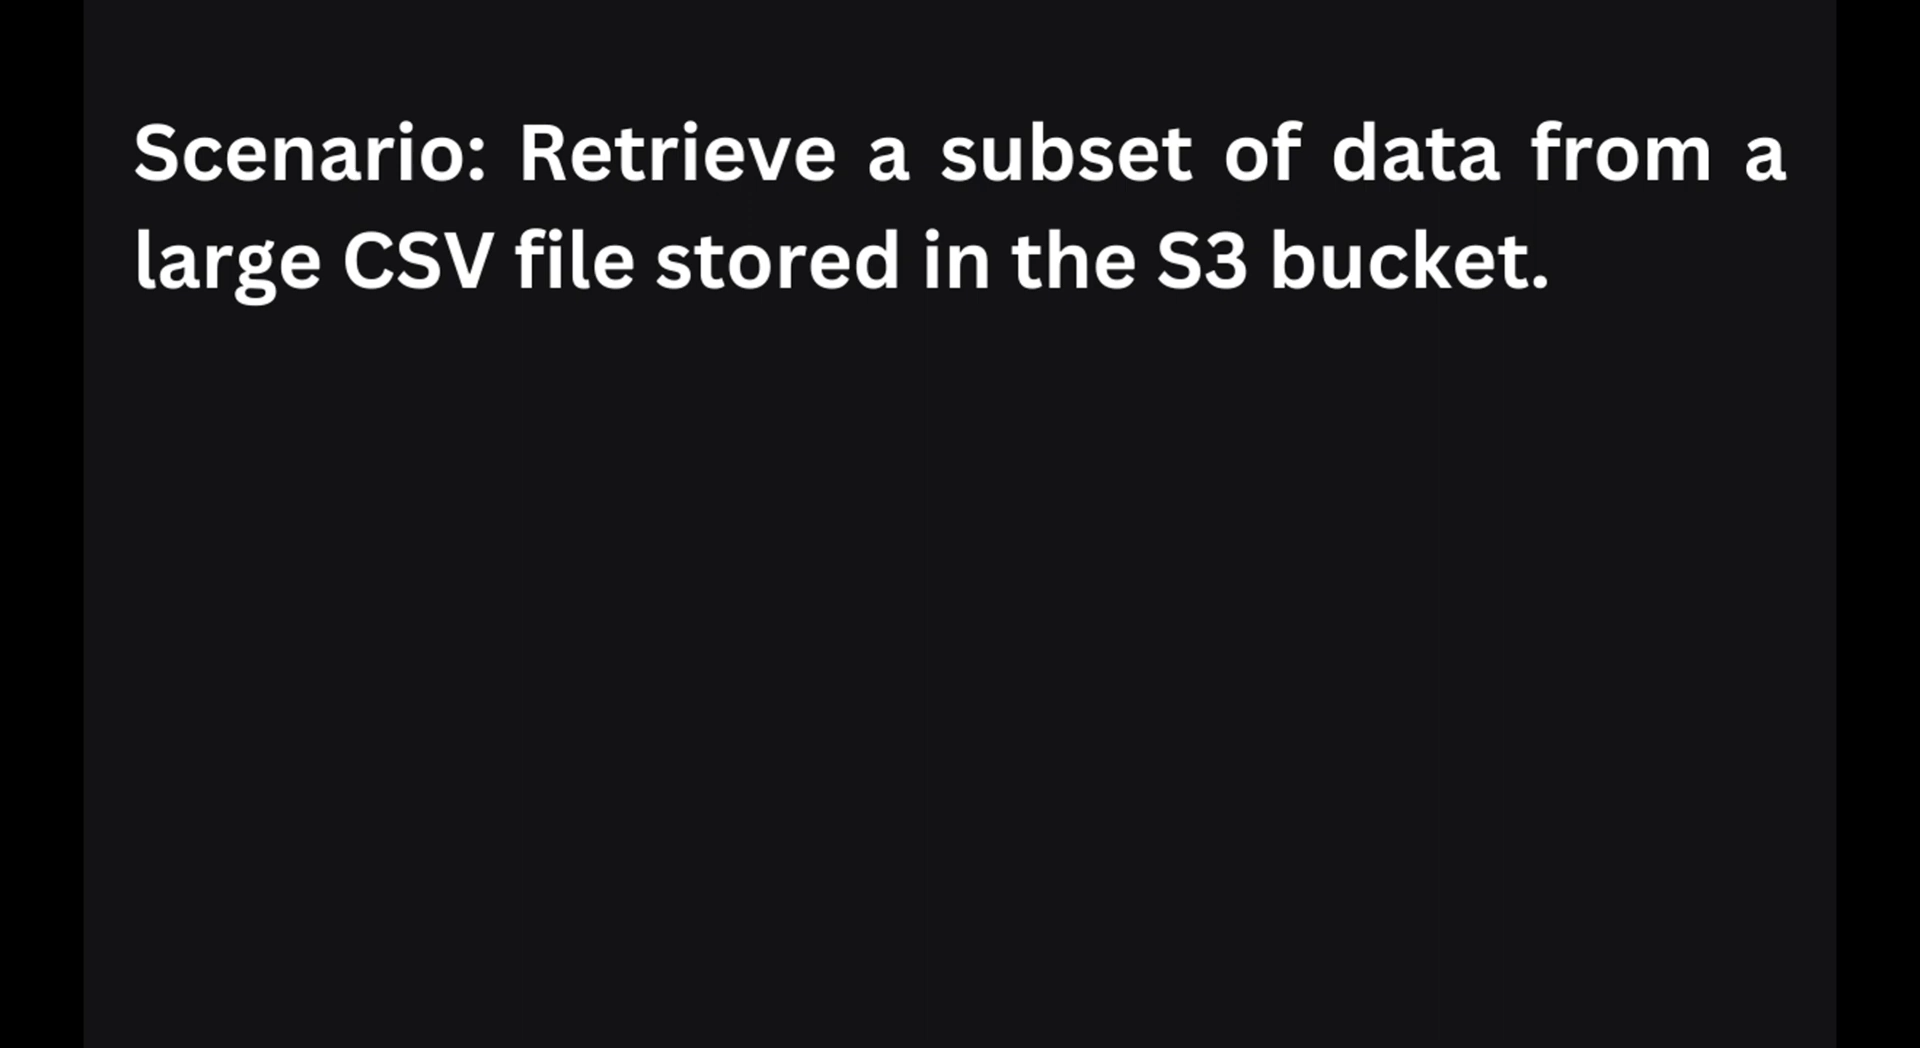 Scenario: Retrieve a subset of data from a
large CSV file stored in the S3 bucket.